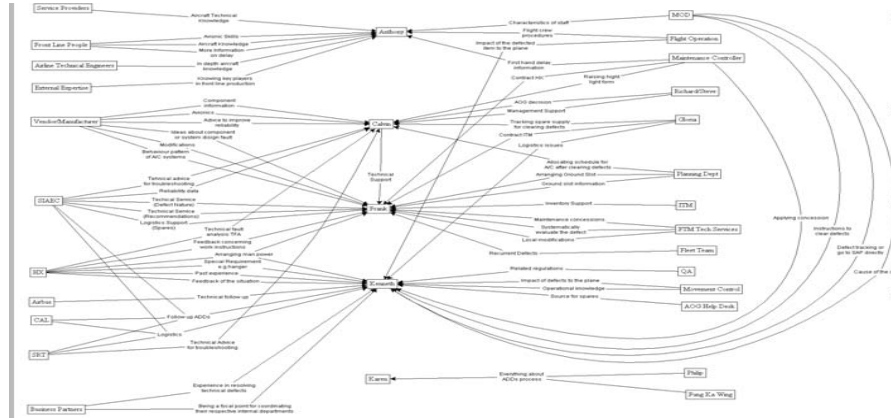 Service Providers
Aircraft Technical
Knowledge
Front Line People
Avionic Skills
Aircraft Knowledge
More information
on delay
Airline Technical Engineers
In depth aircraft
knowledge
External Expertise
Knowing key players
in front line production
Anthony
Characteristics of staff
MOD
Flight crew
procedures
Flight Operation
Impact of the defected
item to the plane
Maintenance Controller
First hand delay
information
Contract HX
Raising flight
light form
Richard/Steve
AOG decision
Management Support
Gloria
Tracking spare supply
for clearing defects
Contract ITM
Logistics issues
Vendor/Manufacturer
Component
information
Avionics
Advice to improve
reliability
Ideas about component
or system design fault
Modifications
Behaviour pattern
of A/C systems
Calvin
Technical
Support
Allocating schedule for
A/C after clearing defects
Arranging Ground Slot
Ground slot information
Planning Dept
SIAEC
Technical advice
for troubleshooting
Reliability data
Technical Service
(Defect Nature)
Technical Service
(Recommendations)
Logistics Support
(Spares)
Frank
Inventory Support
ITM
Maintenance concessions
Systematically
evaluate the defect
Local modifications
FTM Tech Services
Recurrent Defects
Fleet Team
Technical fault
analysis TFA
Feedback concerning
work instructions
HX
Arranging man power
Special Requirement
e.g hanger
Past experience
Feedback of the situation
Kenneth
Related regulations
QA
Impact of defects to the plane
Operational knowledge
Movement Control
Source for spares
AOG Help Desk
Applying concession
Instructions to
clear defects
Defect tracking or
go to SAP directly
Cause of the
Airbus
Technical follow up
CAL
Follow up ADDs
Logistics
SRT
Technical Advice
for troubleshooting
Karen
Everything about
ADDs process
Philip
Fung Ka Wing
Experience in resolving
technical defects
Business Partners
Being a focal point for coordinating
their respective internal departments